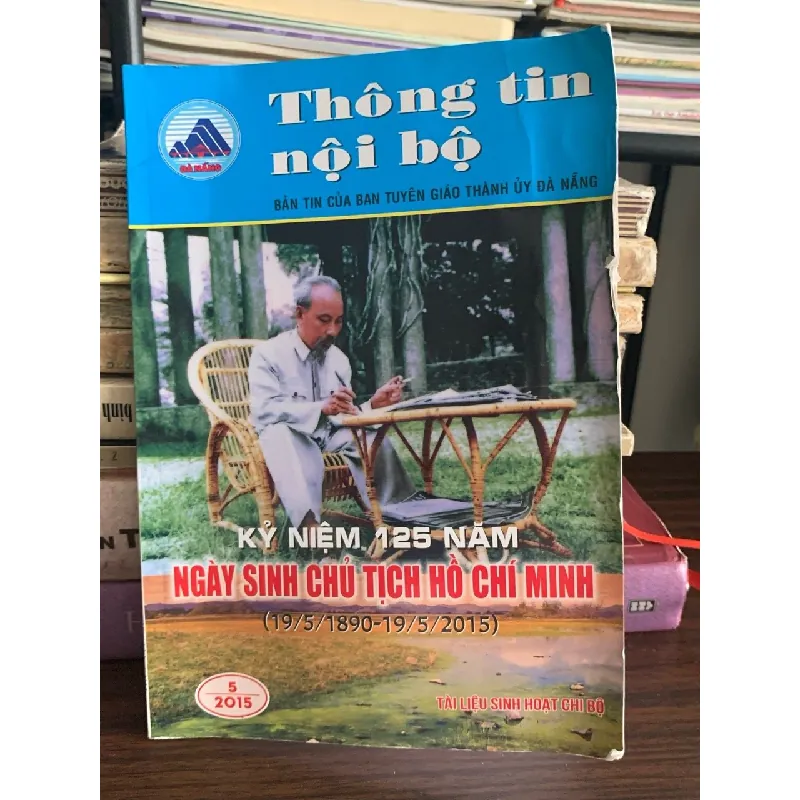 Thông tin
nội bộ
ĐÀ NẴNG
BẢN TIN CỦA BAN TUYÊN GIÁO THÀNH ỦY ĐÀ NẴNG
KỶ NIỆM 125 NĂM
NGÀY SINH CHỦ TỊCH HỒ CHÍ MINH
(19/5/1890-19/5/2015)
5
2015
TÀI LIỆU SINH HOẠT CHI BỘ